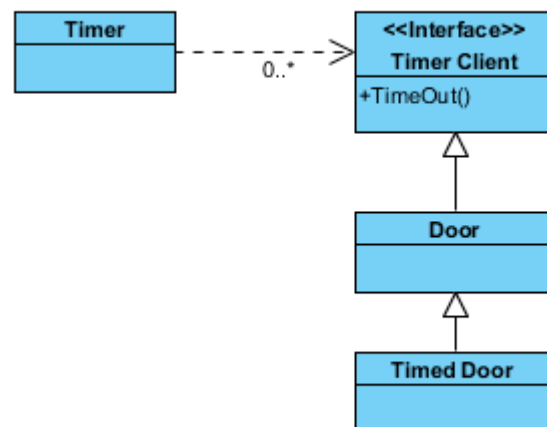 Timer
0..*
<<Interface>>
Timer Client
+TimeOut()
Door
Timed Door